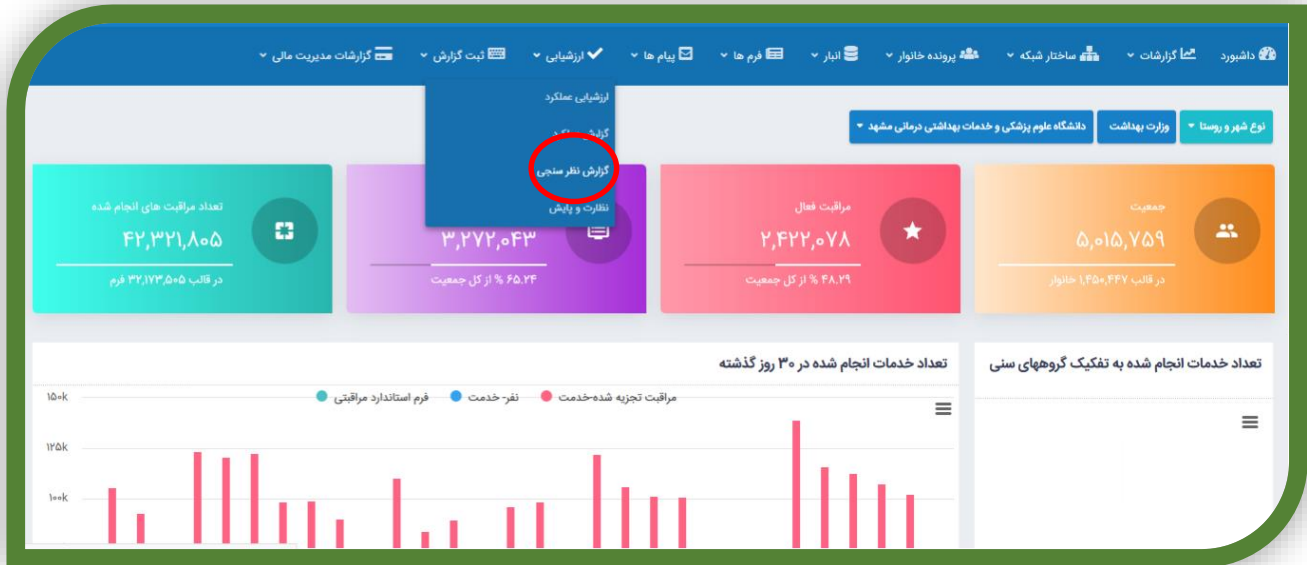 داشبورد گزارشات ساختار شبکه پرونده خانوار انبار فرم ها پیام ها ارزشیابی ثبت گزارش گزارشات مدیریت مالی
ارزشیابی عملکرد
گزارش
گزارش نظر سنجی
نظارت و پایش
نوع شهر و روستا وزارت بهداشت دانشگاه علوم پزشکی و خدمات بهداشتی درمانی مشهد
جمعیت
۵,۰۱۵,۷۵۹
در قالب ۱,۴۵۰,۴۴۷ خانوار
مراقبت فعال
۲,۴۲۲,۰۷۸
۴۸.۲۹ % از کل جمعیت
۳,۲۷۲,۰۴۳
۶۵.۲۴ % از کل جمعیت
تعداد مراقبت های انجام شده
۴۲,۳۲۱,۸۰۵
در قالب ۳۲,۱۷۳,۵۰۵ فرم
تعداد خدمات انجام شده به تفکیک گروههای سنی
تعداد خدمات انجام شده در ۳۰ روز گذشته
مراقبت تجزیه شده-خدمت نفر- خدمت فرم استاندارد مراقبتی
۱۵۰k
۱۲۵k
۱۰۰k